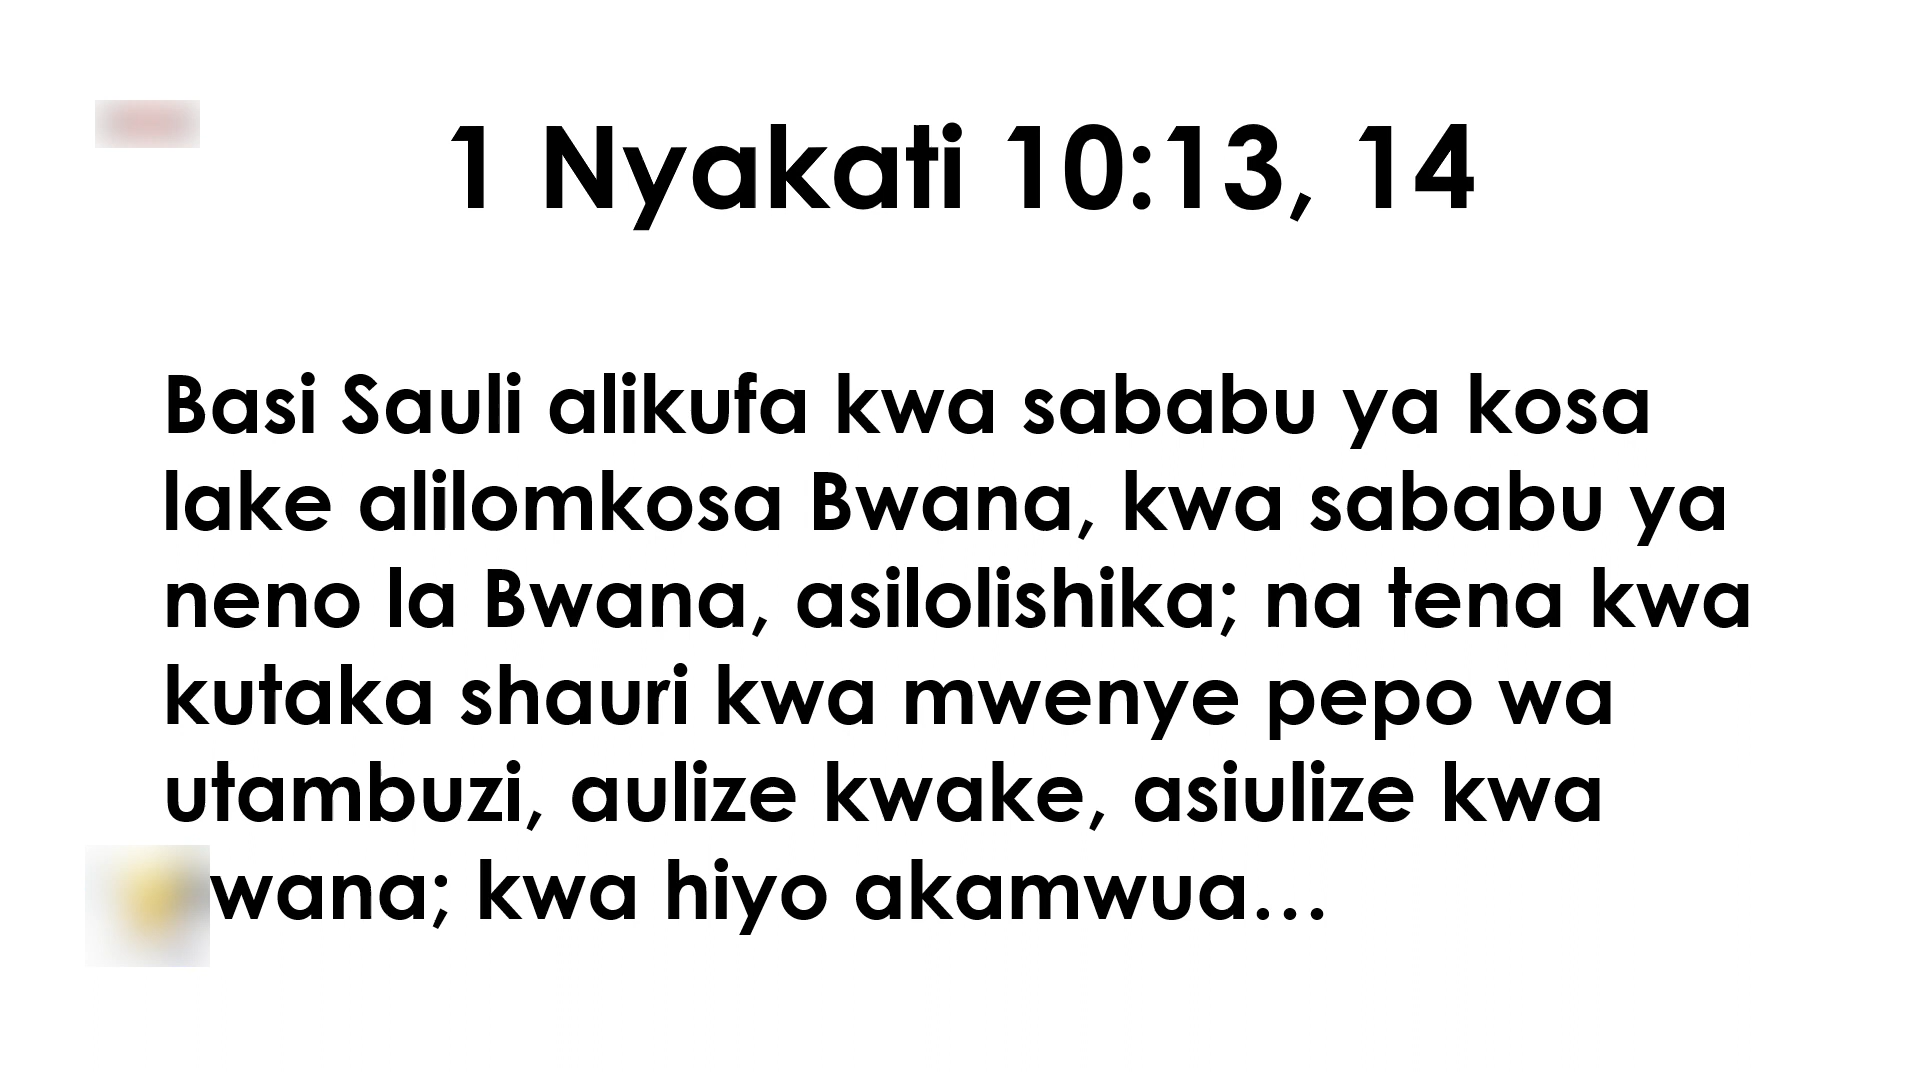 1 Nyakati 10:13, 14
Basi Sauli alikufa kwa sababu ya kosa
lake alilomkosa Bwana, kwa sababu ya
neno la Bwana, asilolishika; na tena kwa
kutaka shauri kwa mwenye pepo wa
utambuzi, aulize kwake, asiulize kwa
wana; kwa hiyo akamwua…